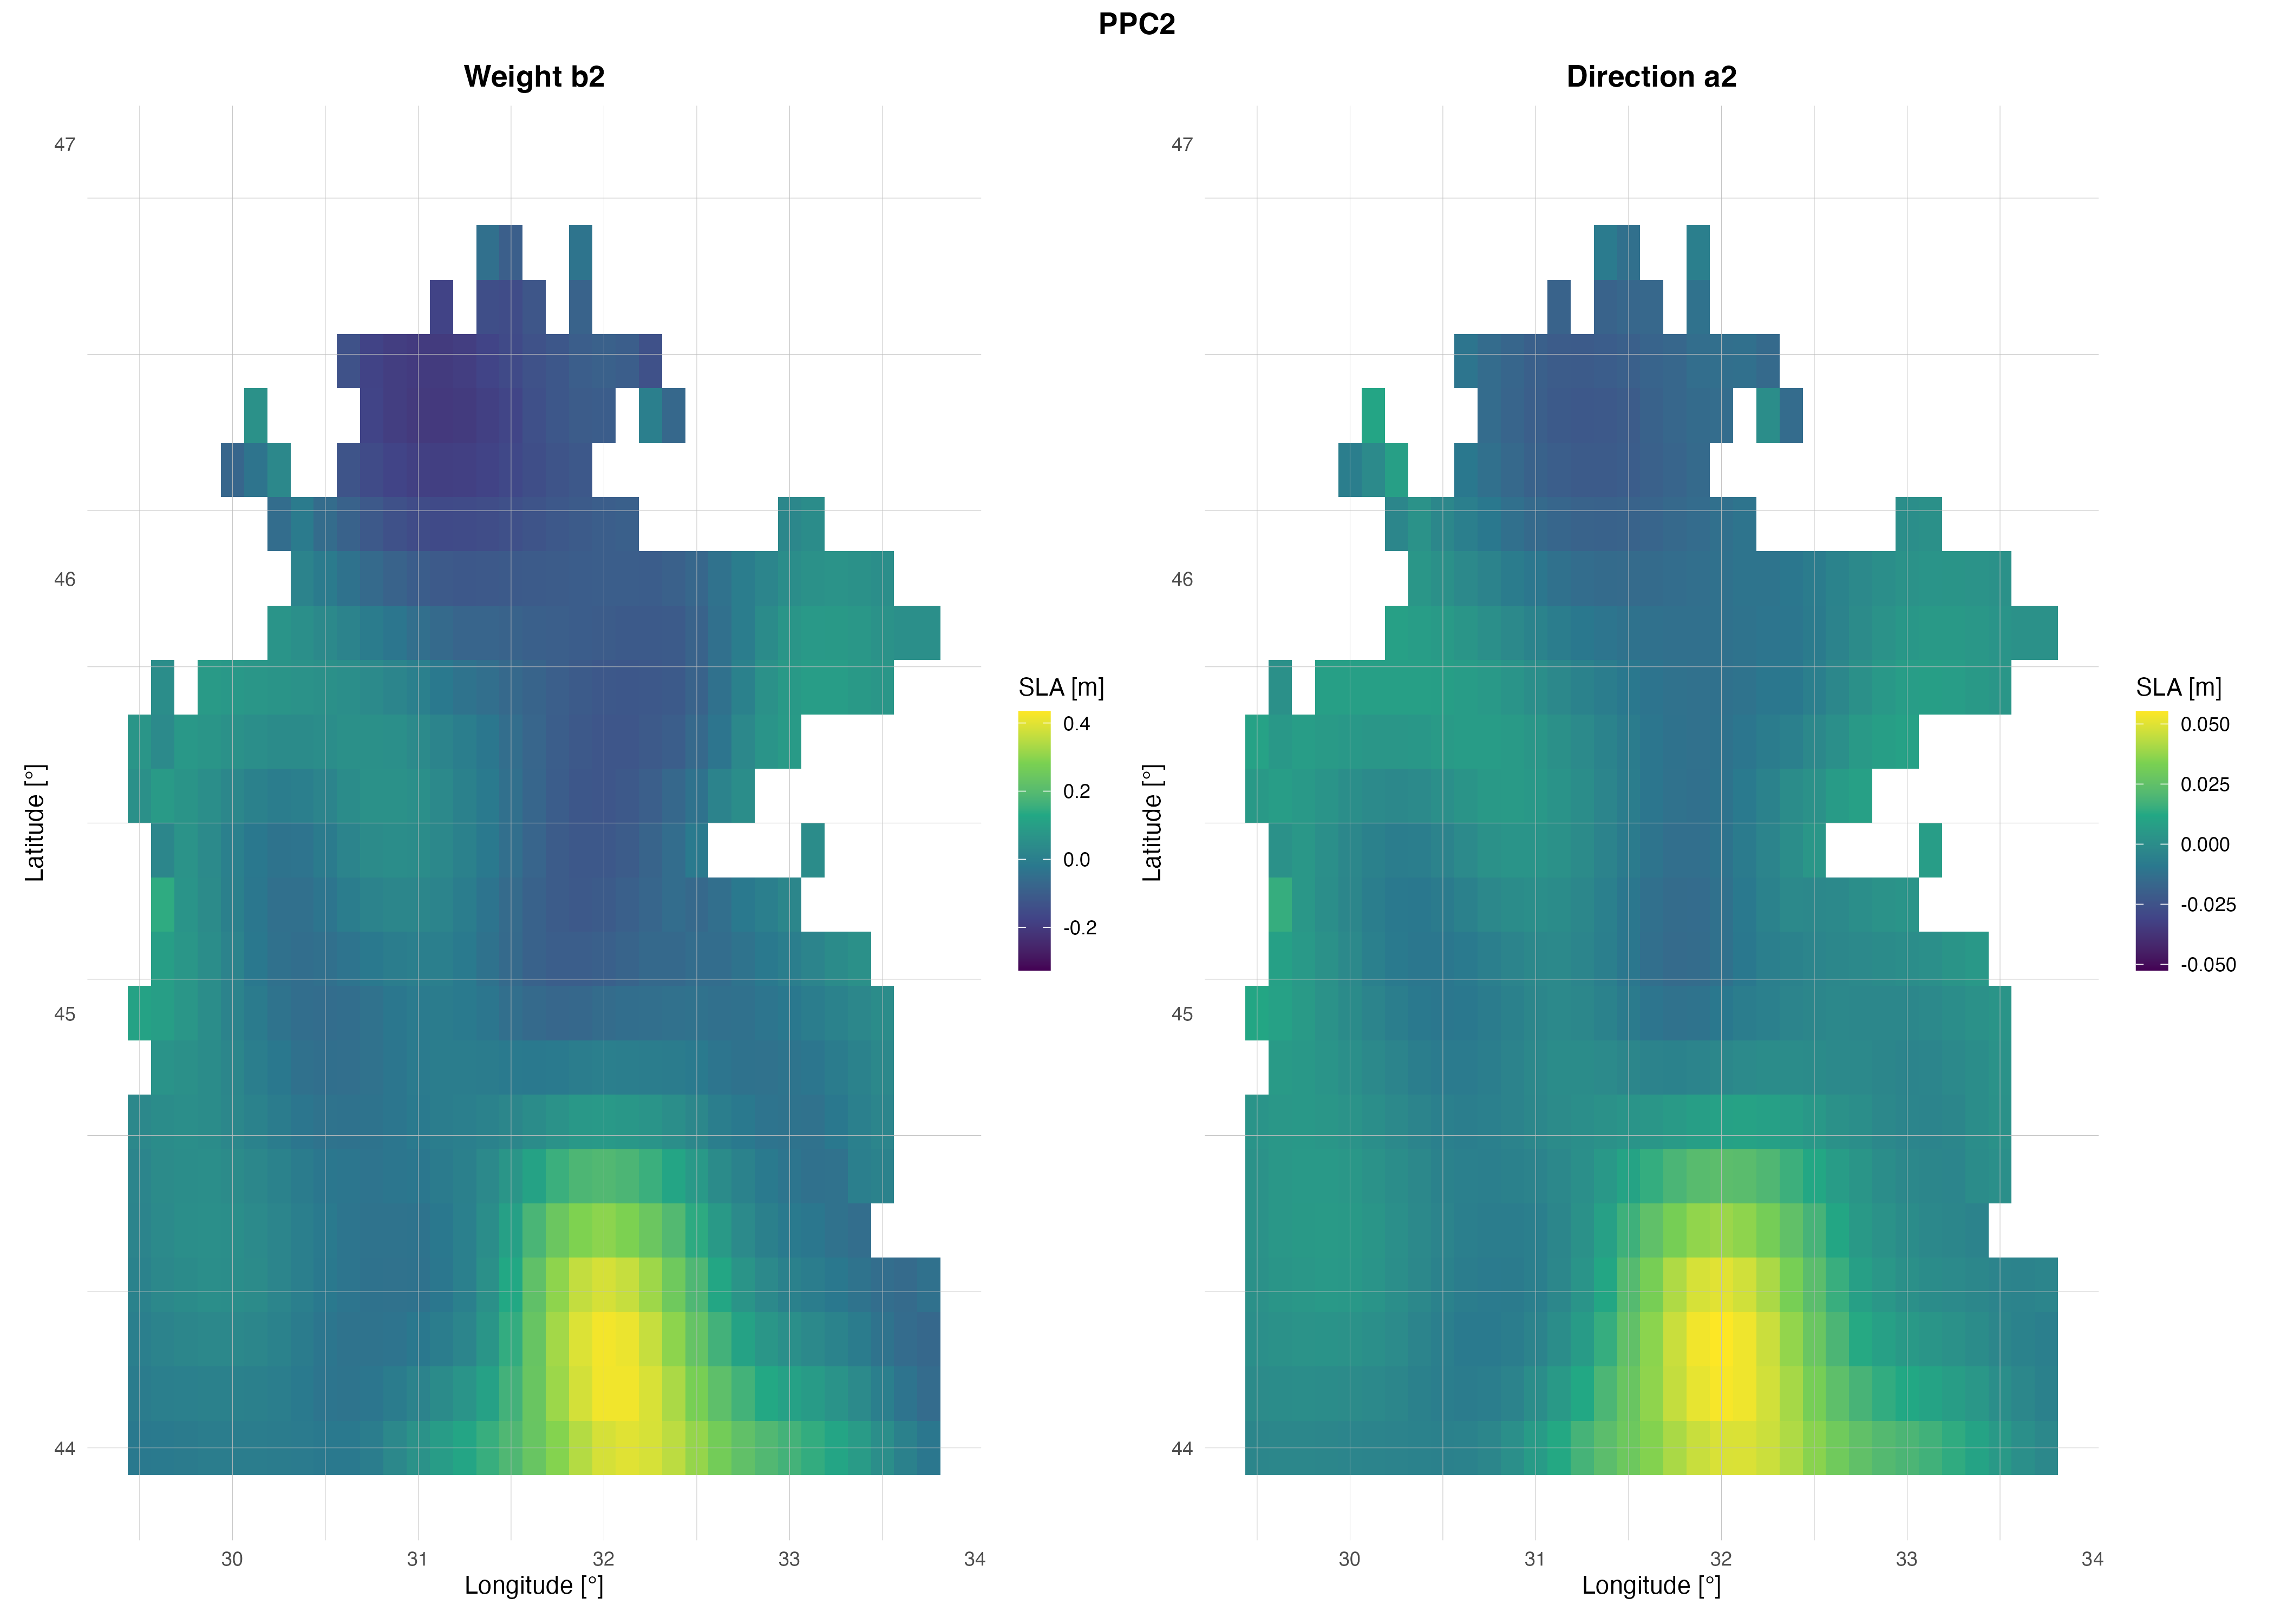 PPC2
Weight b2
47
46
45
44
Latitude [°]
30 31 32 33 34
Longitude [°]
SLA [m]
0.4
0.2
0.0
-0.2
Direction a2
47
46
45
44
Latitude [°]
30 31 32 33 34
Longitude [°]
SLA [m]
0.050
0.025
0.000
-0.025
-0.050